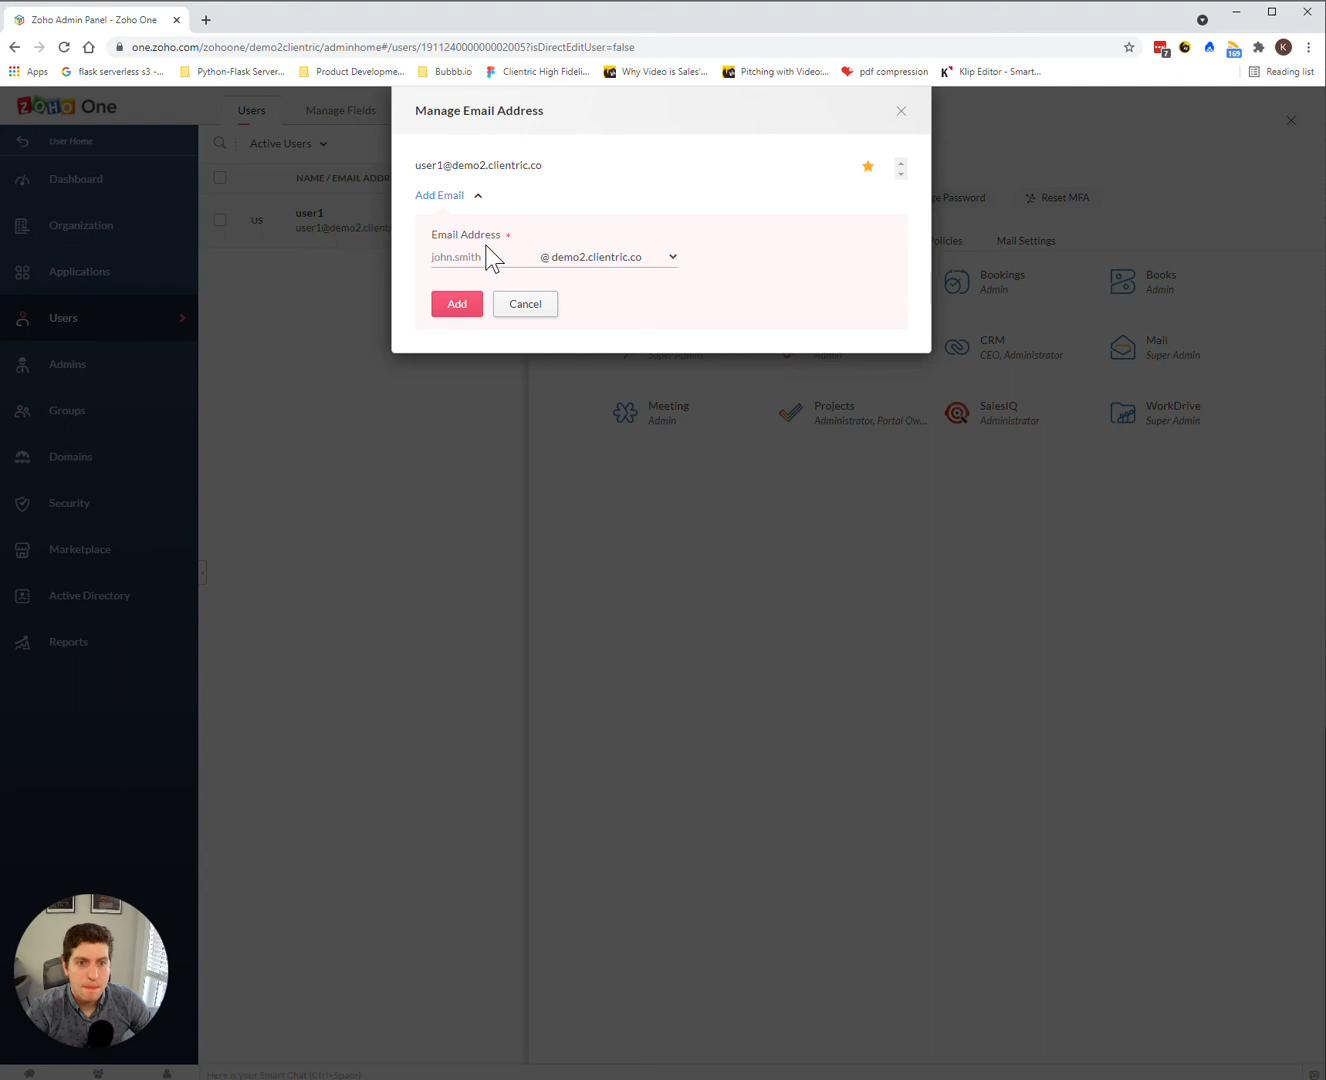 Zoho Admin Panel - Zoho One
one.zoho.com/zohoone/demo2clientric/adminhome#/users/191124000000002005?isDirectEditUser=false
7
169
K
Apps
flask serverless s3 -...
Python-Flask Server...
Product Developme...
Bubbb.io
Clientric High Fideli...
Why Video is Sales'...
Pitching with Video:...
pdf compression
Klip Editor - Smart...
Reading list
ZOHO One
Users
Manage Fields
User Home
Active Users
Dashboard
NAME / EMAIL ADDR
US
user1
user1@demo2.client
Organization
Applications
Users
Admins
Groups
Domains
Security
Marketplace
Active Directory
Reports
Manage Email Address
user1@demo2.clientric.co
Add Email
Email Address *
john.smith
@ demo2.clientric.co
Add
Cancel
ge Password
Reset MFA
olicies
Mail Settings
Bookings
Admin
Books
Admin
Super Admin
Admin
CRM
CEO, Administrator
Mail
Super Admin
Meeting
Admin
Projects
Administrator, Portal Ow...
SalesIQ
Administrator
WorkDrive
Super Admin
Here is your Smart Chat (Ctrl+Space)